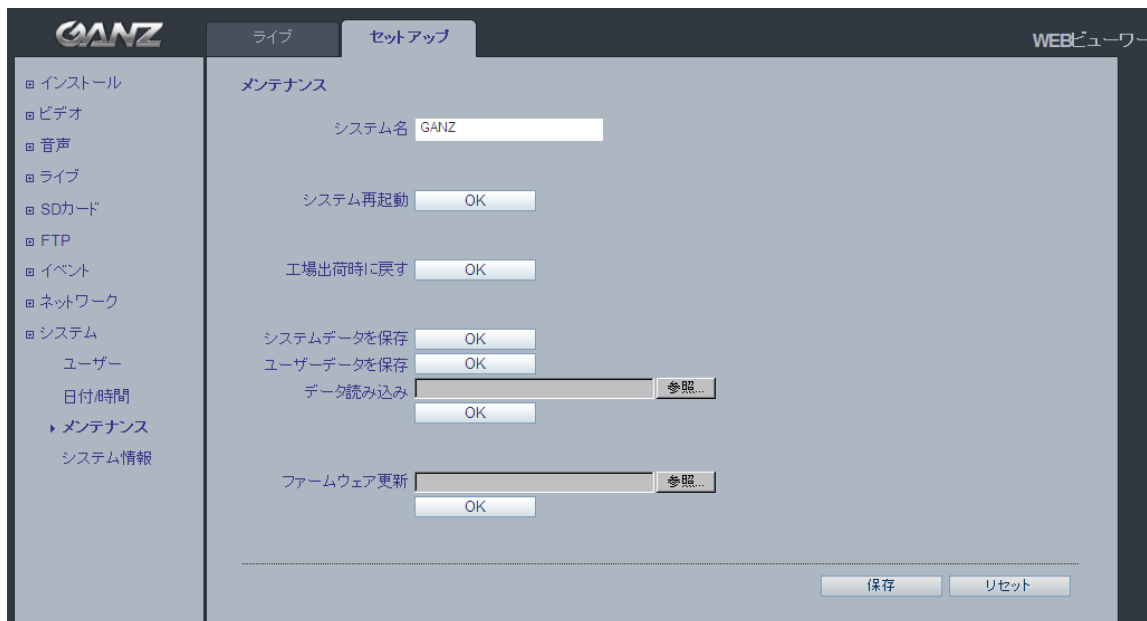 GANZ
ライブ
セットアップ
WEBビューワー
インストール
ビデオ
音声
ライブ
SDカード
FTP
イベント
ネットワーク
システム
ユーザー
日付/時間
メンテナンス
システム情報
メンテナンス
システム名 GANZ
システム再起動 OK
工場出荷時に戻す OK
システムデータを保存 OK
ユーザーデータを保存 OK
データ読み込み 参照...
OK
ファームウェア更新 参照...
OK
保存 リセット